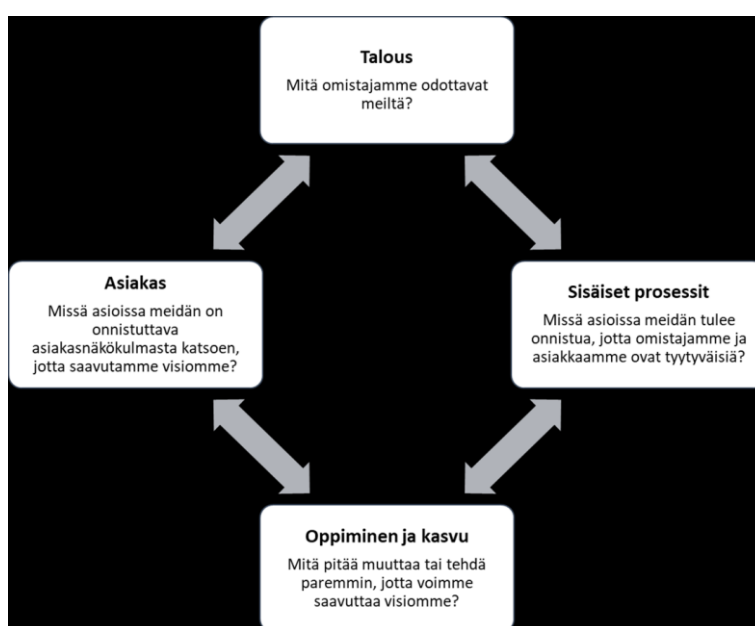 Talous
Mitä omistajamme odottavat
meiltä?
Asiakas
Missä asioissa meidän on
onnistuttava
asiakasnäkökulmasta katsoen,
jotta saavutamme visiomme?
Sisäiset prosessit
Missä asioissa meidän tulee
onnistua, jotta omistajamme ja
asiakkaamme ovat tyytyväisiä?
Oppiminen ja kasvu
Mitä pitää muuttaa tai tehdä
paremmin, jotta voimme
saavuttaa visiomme?